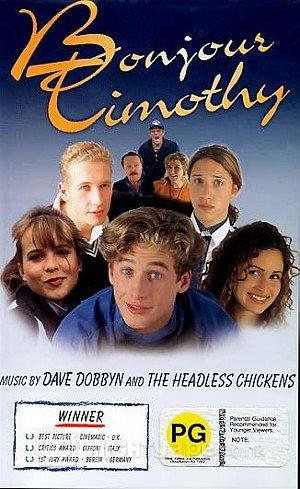 Bonjour
Timothy
MUSIC BY DAVE DOBBYN AND THE HEADLESS CHICKENS
WINNER
BEST PICTURE - CINEMAGIC - U.K.
CRITICS AWARD - GIFFONI - ITALY
1ST JURY AWARD - BERLIN - GERMANY
PG
Parental Guidance
Recommended for
Younger Viewers.
NOTE: